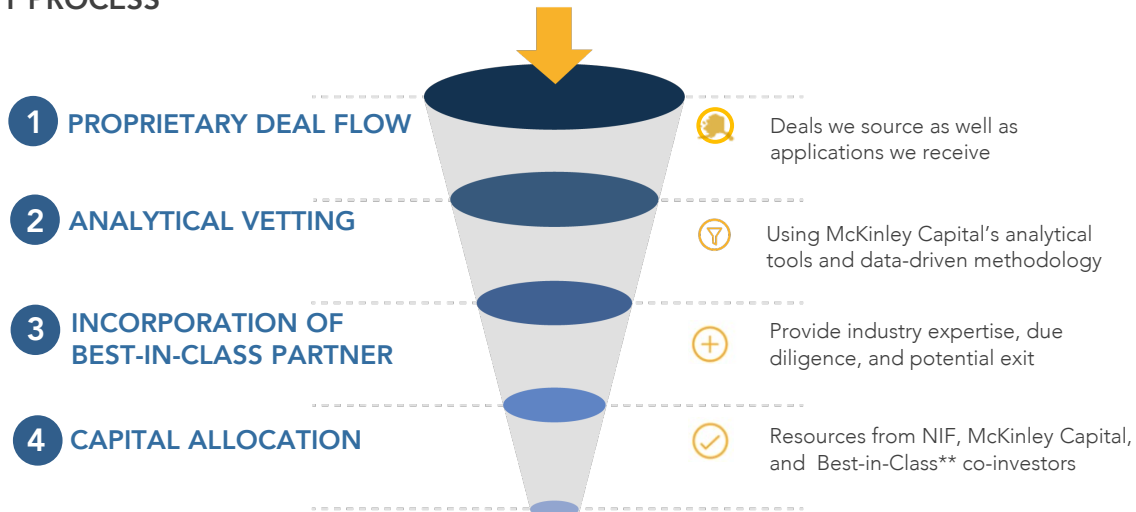 PROCESS
1 PROPRIETARY DEAL FLOW
Deals we source as well as
applications we receive
2 ANALYTICAL VETTING
Using McKinley Capital's analytical
tools and data-driven methodology
3 INCORPORATION OF
BEST-IN-CLASS PARTNER
Provide industry expertise, due
diligence, and potential exit
4 CAPITAL ALLOCATION
Resources from NIF, McKinley Capital,
and Best-in-Class** co-investors